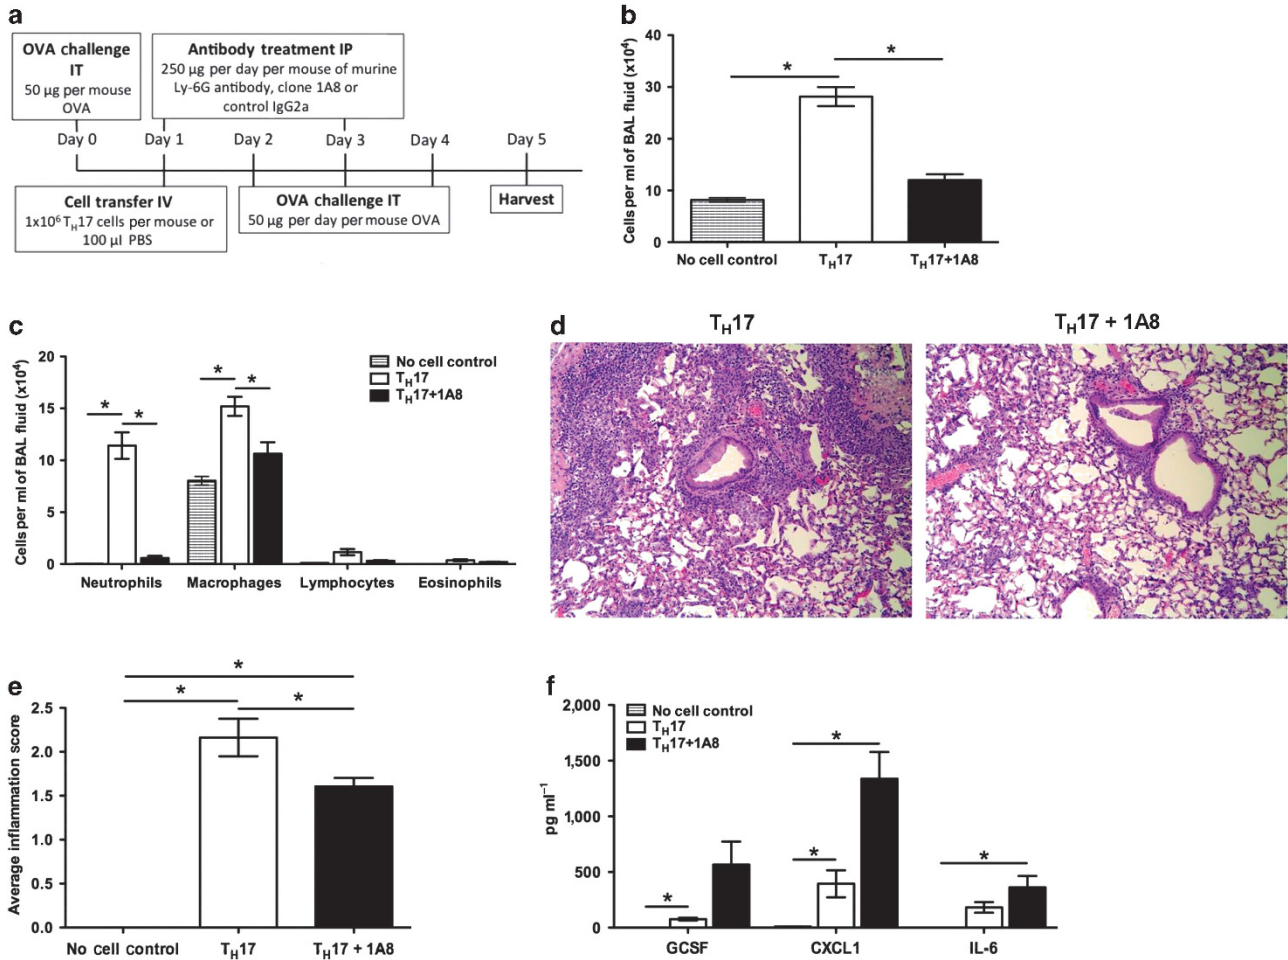 a
OVA challenge
IT
50 µg per mouse
OVA
Antibody treatment IP
250 µg per day per mouse of murine
Ly-6G antibody, clone 1A8 or
control IgG2a
Day 0
Day 1
Day 2
Day 3
Day 4
Day 5
Cell transfer IV
1x10⁶ TH17 cells per mouse or
100 µl PBS
OVA challenge IT
50 µg per day per mouse OVA
Harvest
b
Cells per ml of BAL fluid (x10⁴)
40
30
20
10
0
*
*
No cell control
TH17
TH17+1A8
c
Cells per ml of BAL fluid (x10⁴)
20
15
10
5
0
*
*
*
*
No cell control
TH17
TH17+1A8
Neutrophils
Macrophages
Lymphocytes
Eosinophils
d
TH17
TH17 + 1A8
e
Average inflammation score
2.5
2.0
1.5
1.0
0.5
0.0
*
*
*
No cell control
TH17
TH17 + 1A8
f
pg ml⁻¹
2,000
1,500
1,000
500
0
No cell control
TH17
TH17+1A8
*
*
*
*
GCSF
CXCL1
IL-6